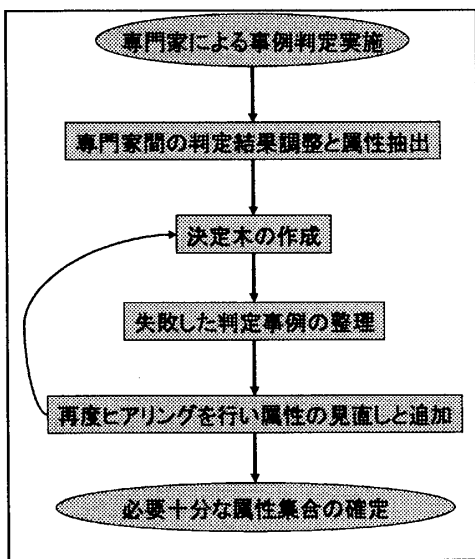 専門家による事例判定実施
専門家間の判定結果調整と属性抽出
決定木の作成
失敗した判定事例の整理
再度ヒアリングを行い属性の見直しと追加
必要十分な属性集合の確定